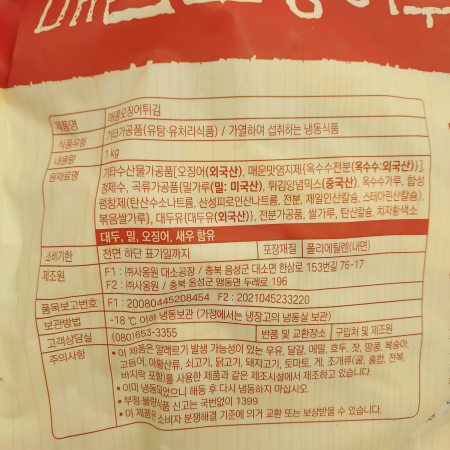 제품명 매콤오징어튀김
식품유형 기타가공품(유탕·유처리식품) / 가열하여 섭취하는 냉동식품
내용량 1 kg
원재료명 기타수산물가공품[오징어(외국산), 매운맛염지제{옥수수전분(옥수수:외국산)}],
정제수, 곡류가공품{밀가루(밀: 미국산), 튀김양념믹스(중국산), 옥수수가루, 합성
팽창제(탄산수소나트륨, 산성피로인산나트륨, 전분, 제일인산칼슘, 스테아린산칼슘),
볶음쌀가루}, 대두유{대두유(외국산)}, 전분가공품, 쌀가루, 탄산칼슘, 치자황색소
대두, 밀, 오징어, 새우 함유
소비기한 전면 하단 표기일까지 포장재질 폴리에틸렌(내면)
제조원 F1 : ㈜사옹원 대소공장 / 충북 음성군 대소면 한삼로 153번길 76-17
F2 : ㈜사옹원 / 충북 음성군 맹동면 두레로 196
품목보고번호 F1 : 20080445208454 F2 : 2021045233220
보관방법 -18 ℃ 이하 냉동보관 (가정에서는 냉장고의 냉동실 보관)
고객상담실 (080)653-3355 반품 및 교환장소 구입처 및 제조원
주의사항 • 이 제품은 알레르기 발생 가능성이 있는 우유, 달걀, 메밀, 호두, 잣, 땅콩, 복숭아,
고등어, 아황산류, 쇠고기, 닭고기, 돼지고기, 토마토, 게, 조개류(굴, 홍합, 전복,
바지락 포함)를 사용한 제품과 같은 제조시설에서 제조하고 있습니다.
• 이미 냉동되었으니 해동 후 다시 냉동하지 마십시오.
• 부정·불량식품 신고는 국번없이 1399
• 이 제품은 소비자 분쟁해결 기준에 의거 교환 또는 보상받을 수 있습니다.